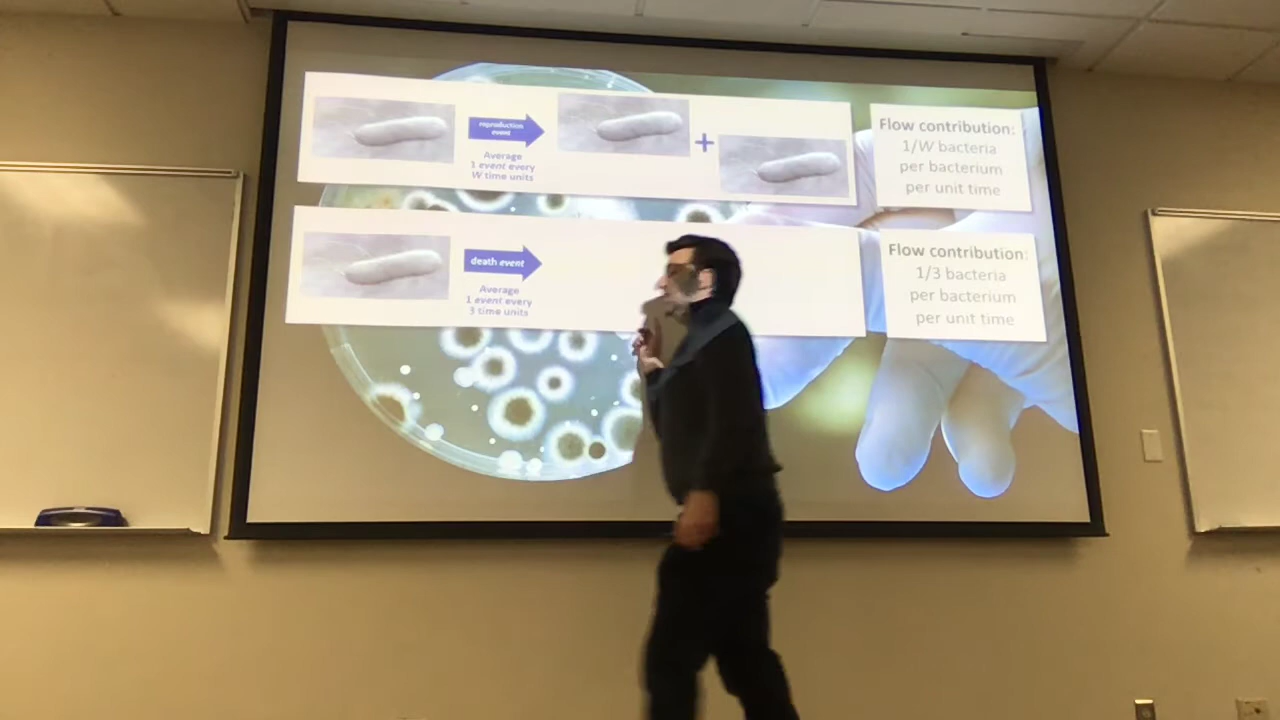 reproduction
event
Average
1 event every
W time units
+
Flow contribution:
1/W bacteria
per bacterium
per unit time
death event
Average
1 event every
3 time units
Flow contribution:
1/3 bacteria
per bacterium
per unit time